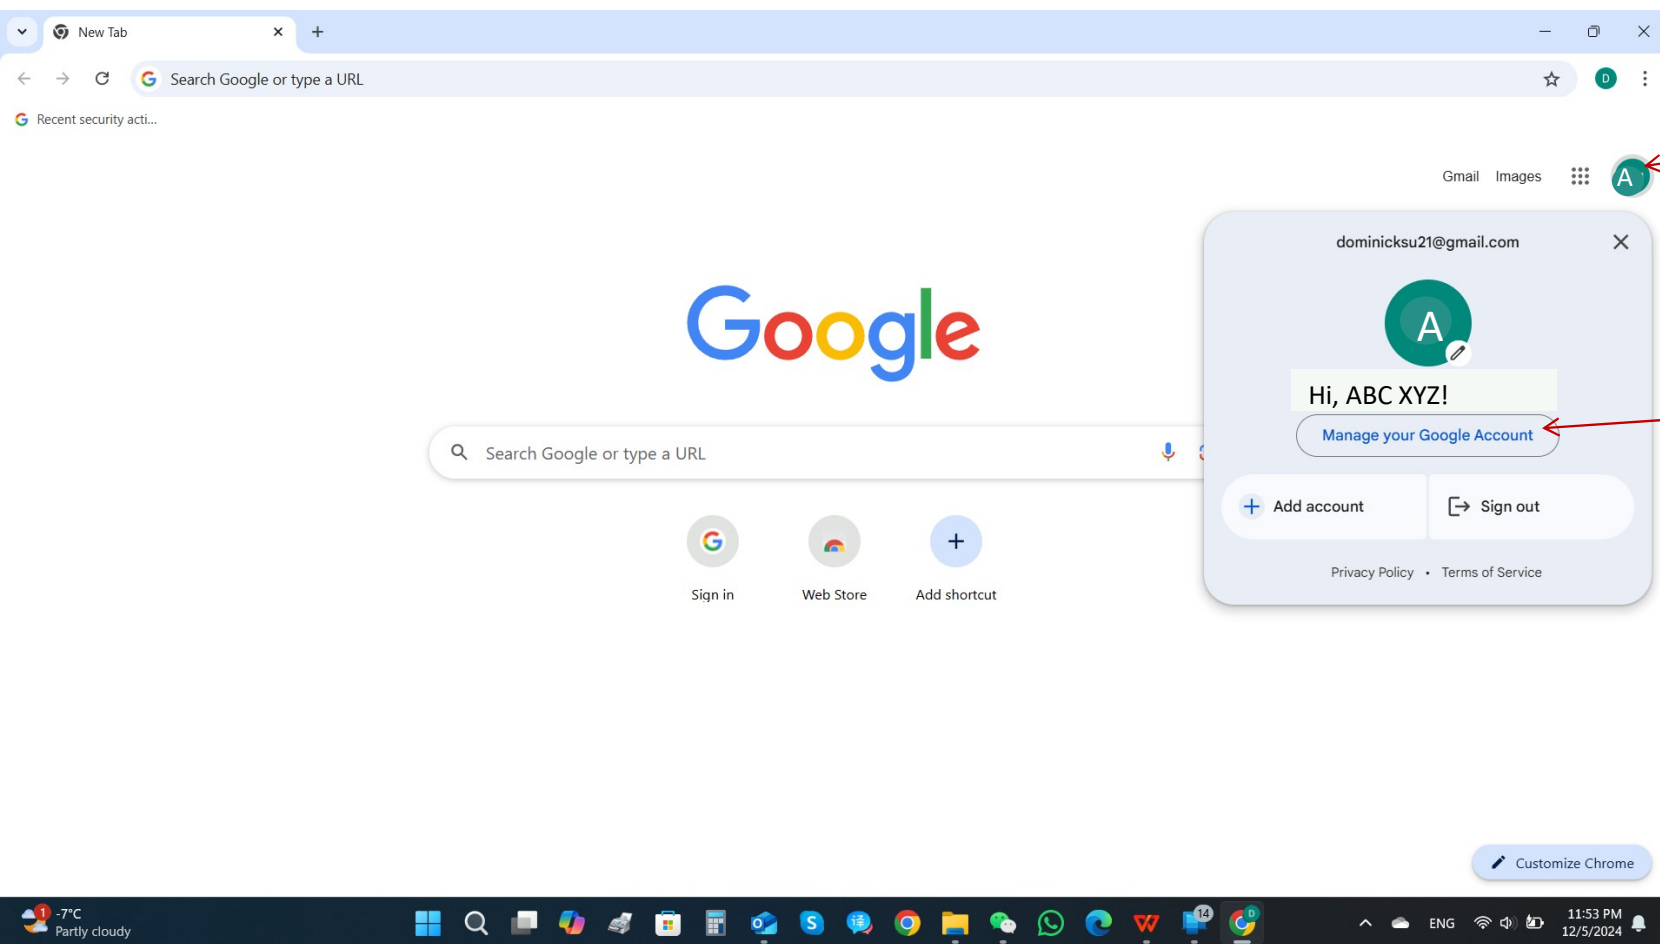 New Tab
Search Google or type a URL
D
Recent security acti...
Gmail Images
A
dominicksu21@gmail.com
A
Google
Hi, ABC XYZ!
Manage your Google Account
Search Google or type a URL
Add account
Sign out
Sign in
Web Store
Add shortcut
Privacy Policy • Terms of Service
Customize Chrome
1
-7°C
Partly cloudy
14
D
ENG
11:53 PM
12/5/2024